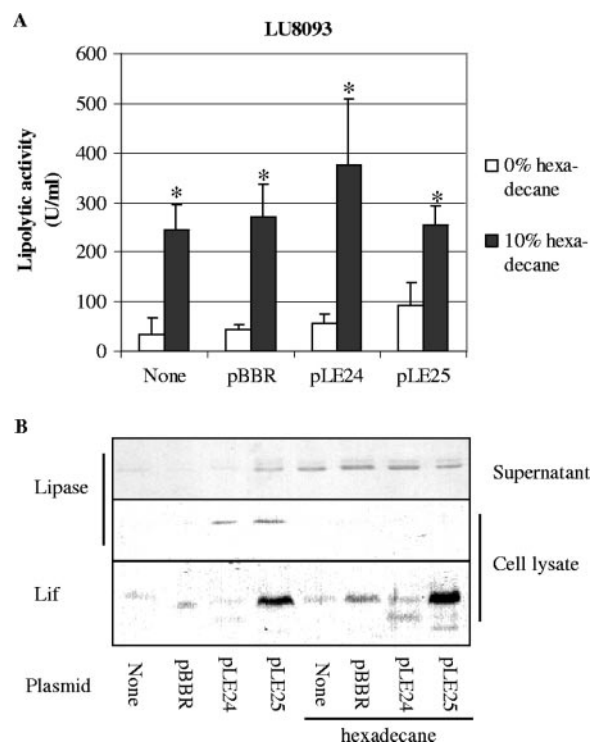 A
LU8093
600
500
400
300
200
100
0
Lipolytic activity
(U/ml)
*
*
*
*
None
pBBR
pLE24
pLE25
0% hexa-
decane
10% hexa-
decane
B
Lipase
Supernatant
Lif
Cell lysate
Plasmid
None
pBBR
pLE24
pLE25
None
pBBR
pLE24
pLE25
hexadecane